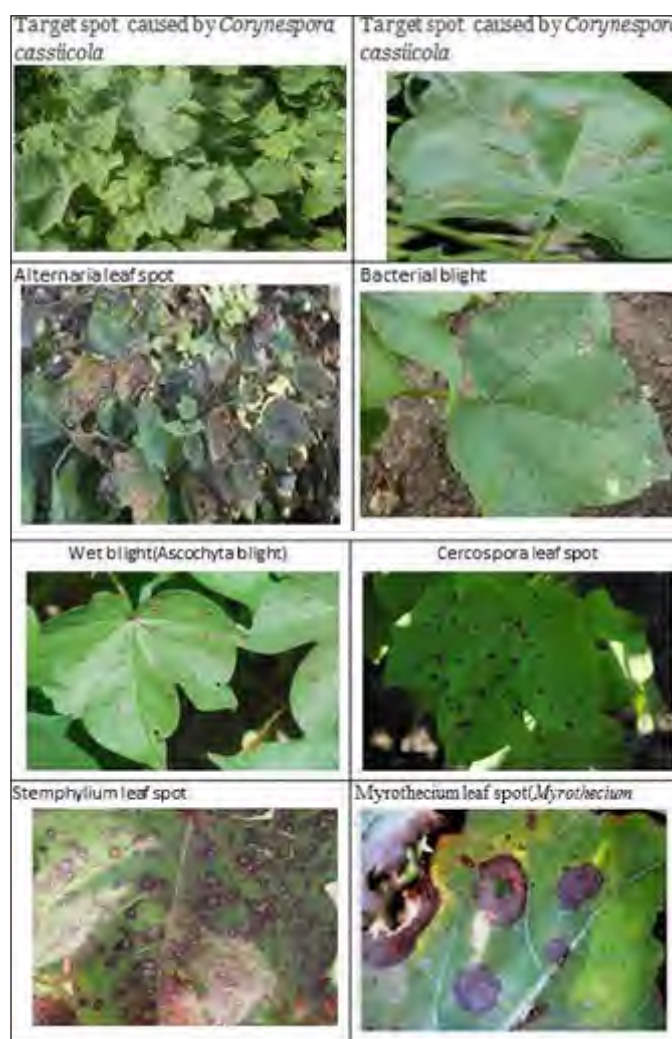 Target spot caused by Corynespora
cassiicola
Target spot caused by Corynespora
cassiicola
Alternaria leaf spot
Bacterial blight
Wet blight(Ascochyta blight)
Cercospora leaf spot
Stemphylium leaf spot
Myrothecium leaf spot(Myrothecium